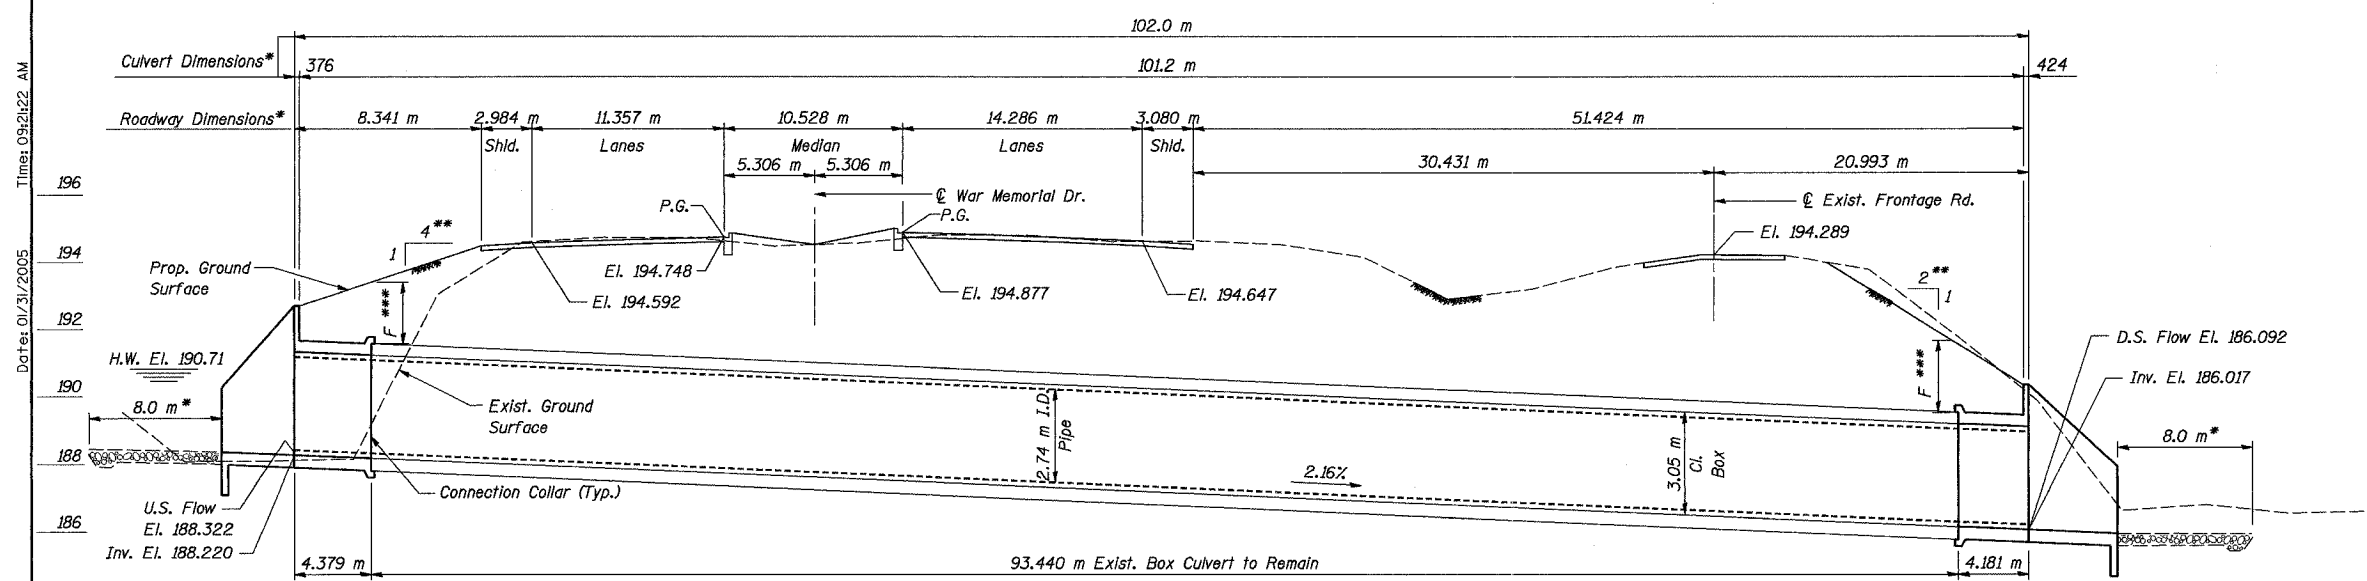 102.0 m
Culvert Dimensions*
376
101.2 m
424
Roadway Dimensions*
8.341 m
2.984 m
11.357 m
10.528 m
14.286 m
3.080 m
51.424 m
Shld.
Lanes
Median
Lanes
Shld.
5.306 m
5.306 m
30.431 m
20.993 m
196
℄ War Memorial Dr.
P.G.
P.G.
℄ Exist. Frontage Rd.
4**
1
El. 194.289
194
Prop. Ground
Surface
El. 194.748
El. 194.592
El. 194.877
El. 194.647
2**
1
F ***
192
H.W. El. 190.71
D.S. Flow El. 186.092
F ***
Inv. El. 186.017
190
8.0 m*
Exist. Ground
Surface
2.74 m I.D.
Pipe
3.05 m
Cl.
Box
8.0 m*
188
2.16%
Connection Collar (Typ.)
U.S. Flow
El. 188.322
186
Inv. El. 188.220
4.379 m
93.440 m Exist. Box Culvert to Remain
4.181 m
Date: 01/31/2005 Time: 09:21:22 AM